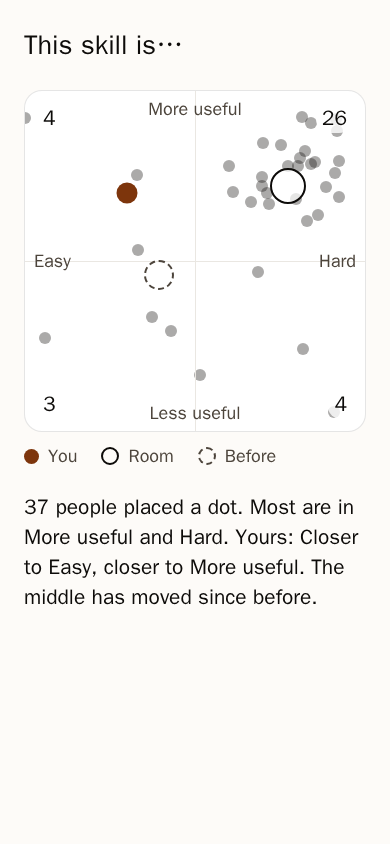 This skill is···
4
More useful
26
Easy
Hard
3
Less useful
4
You
Room
Before
37 people placed a dot. Most are in
More useful and Hard. Yours: Closer
to Easy, closer to More useful. The
middle has moved since before.